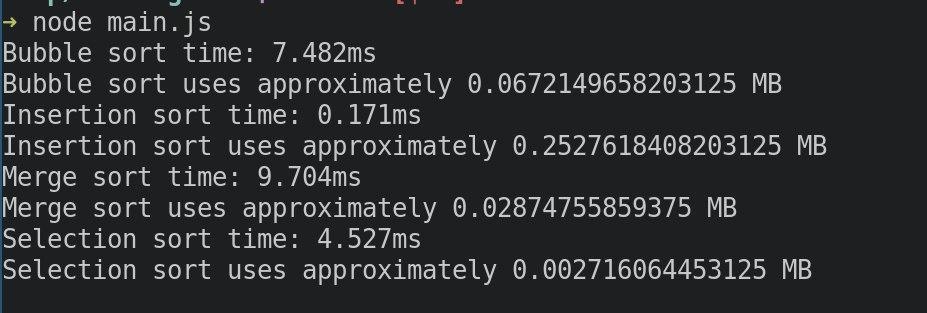 ➜ node main.js
Bubble sort time: 7.482ms
Bubble sort uses approximately 0.0672149658203125 MB
Insertion sort time: 0.171ms
Insertion sort uses approximately 0.2527618408203125 MB
Merge sort time: 9.704ms
Merge sort uses approximately 0.02874755859375 MB
Selection sort time: 4.527ms
Selection sort uses approximately 0.002716064453125 MB